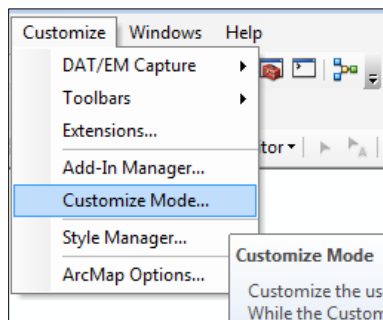 Customize Windows Help
DAT/EM Capture
Toolbars
Extensions...
tor
Add-In Manager...
Customize Mode...
Style Manager...
Customize Mode
ArcMap Options...
Customize the us
While the Custom